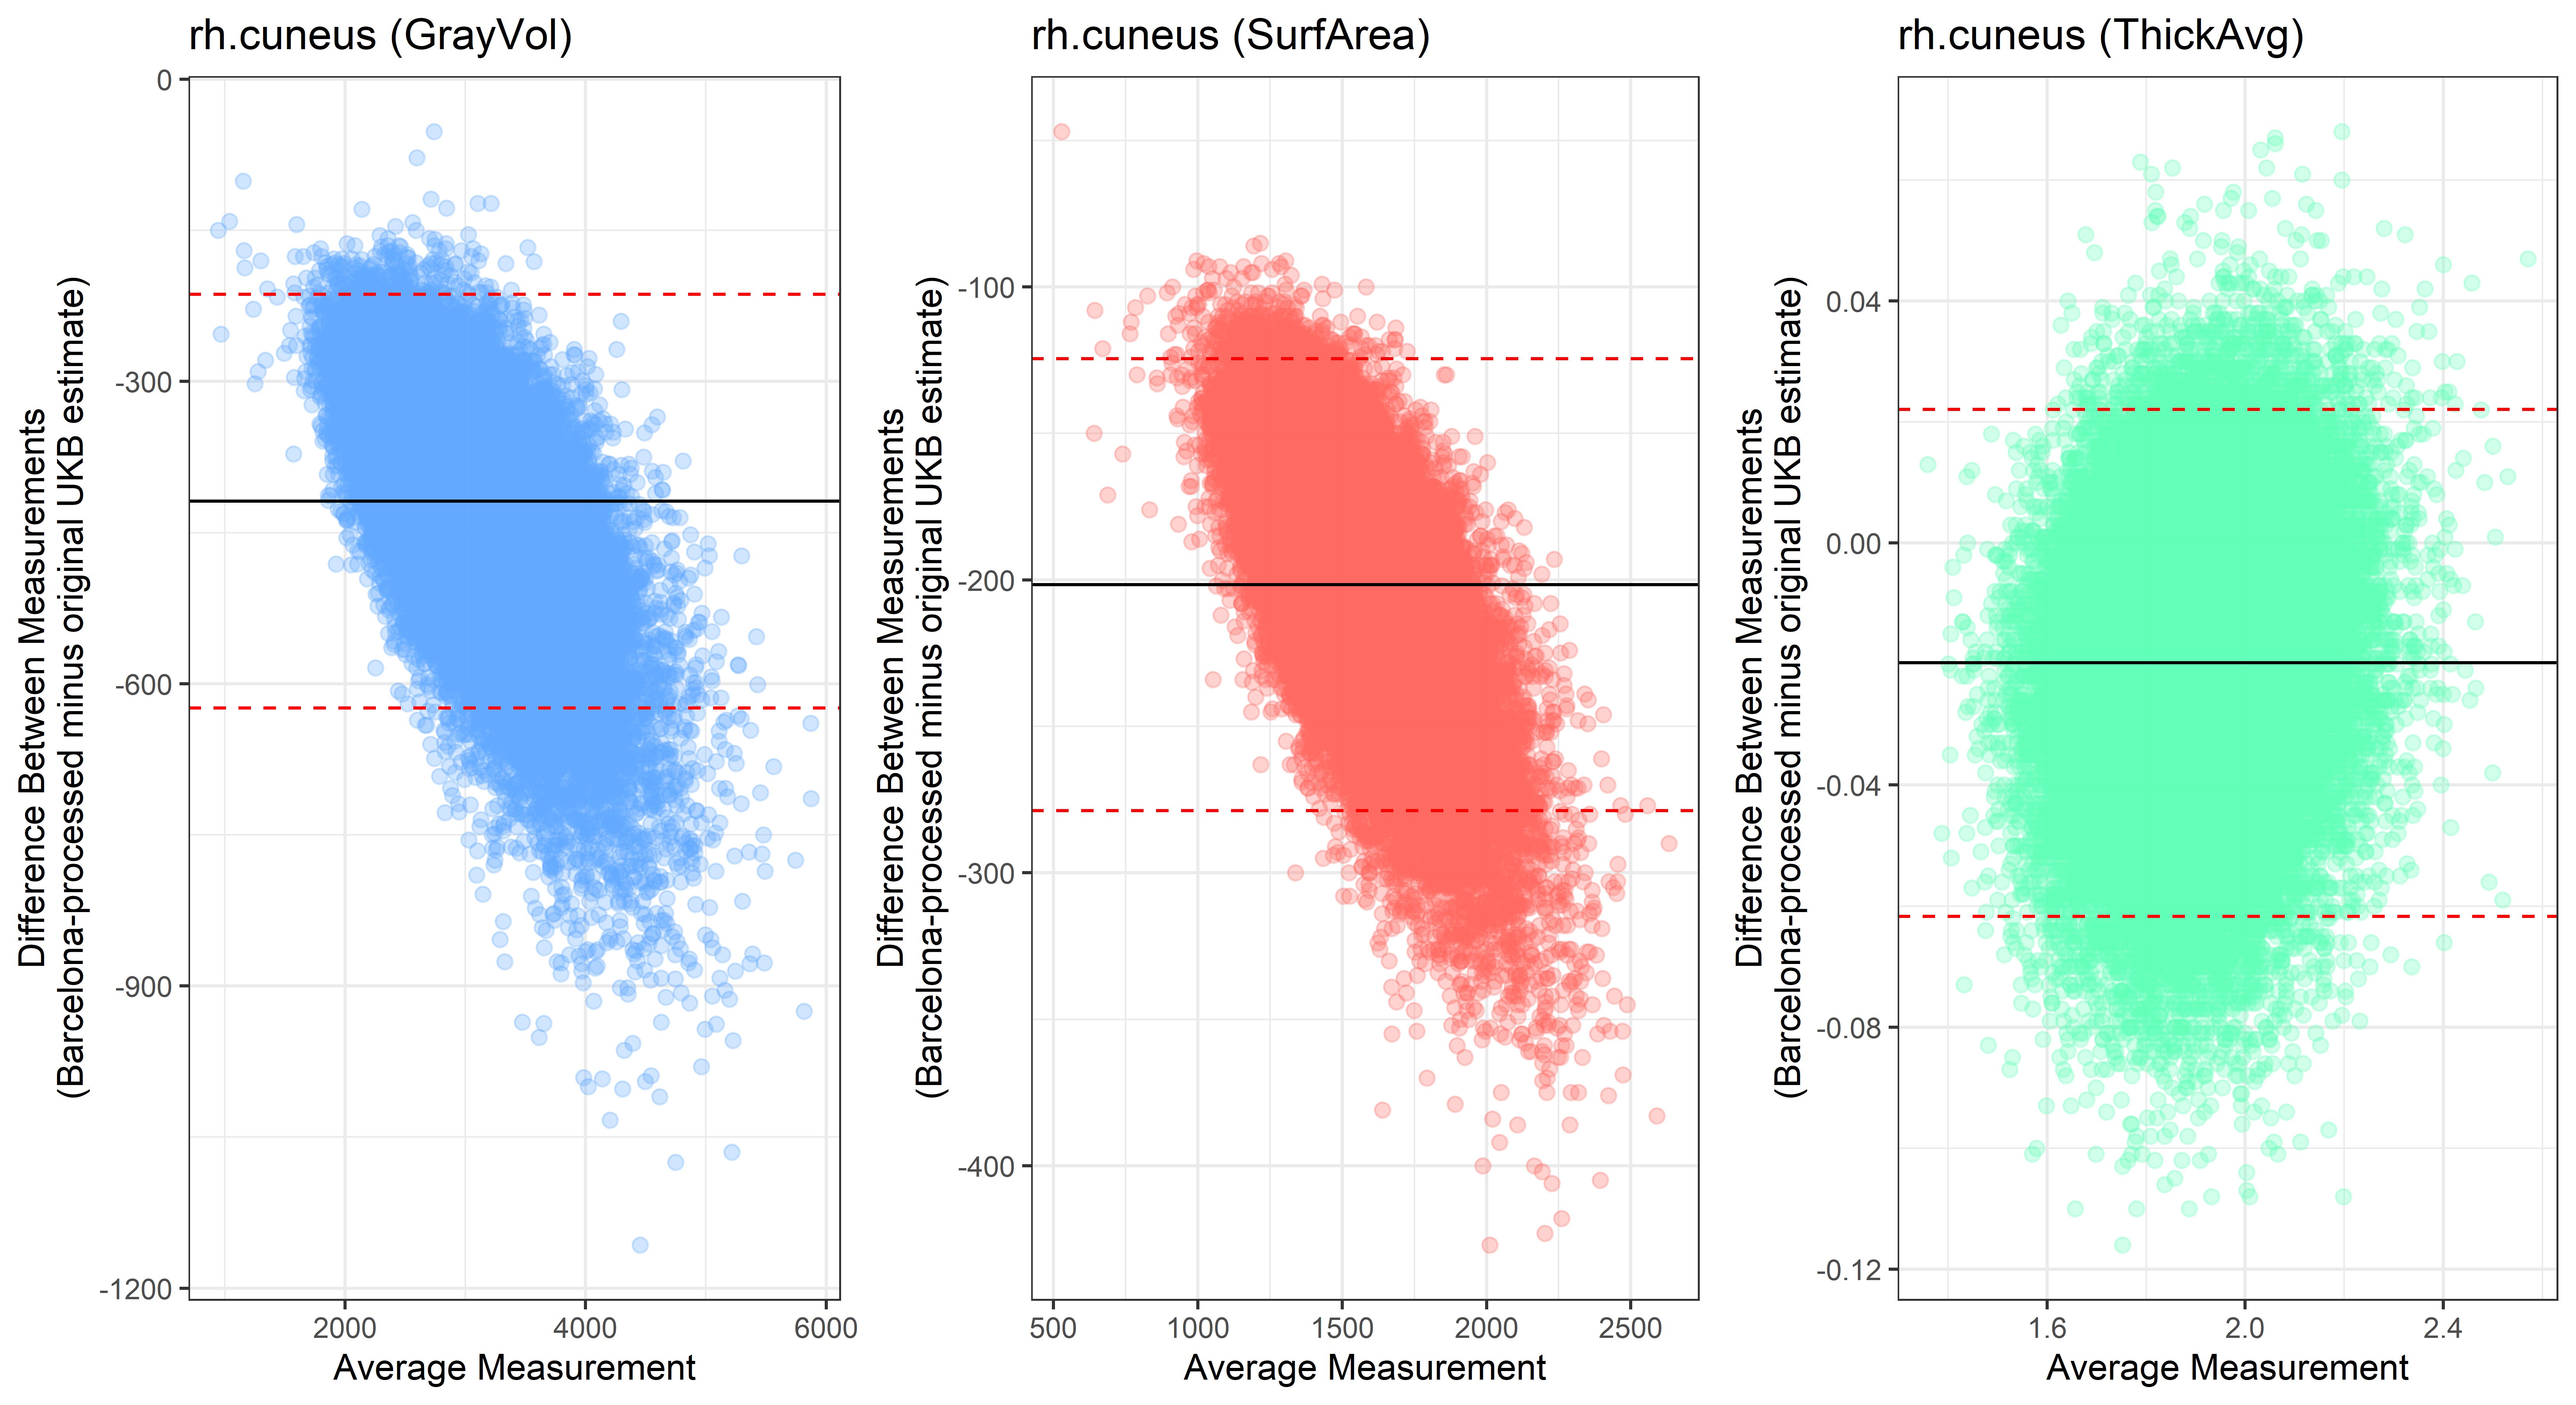 rh.cuneus (GrayVol)
Difference Between Measurements
(Barcelona-processed minus original UKB estimate)
0
-300
-600
-900
-1200
2000 4000 6000
Average Measurement
rh.cuneus (SurfArea)
Difference Between Measurements
(Barcelona-processed minus original UKB estimate)
-100
-200
-300
-400
500 1000 1500 2000 2500
Average Measurement
rh.cuneus (ThickAvg)
Difference Between Measurements
(Barcelona-processed minus original UKB estimate)
0.04
0.00
-0.04
-0.08
-0.12
1.6 2.0 2.4
Average Measurement